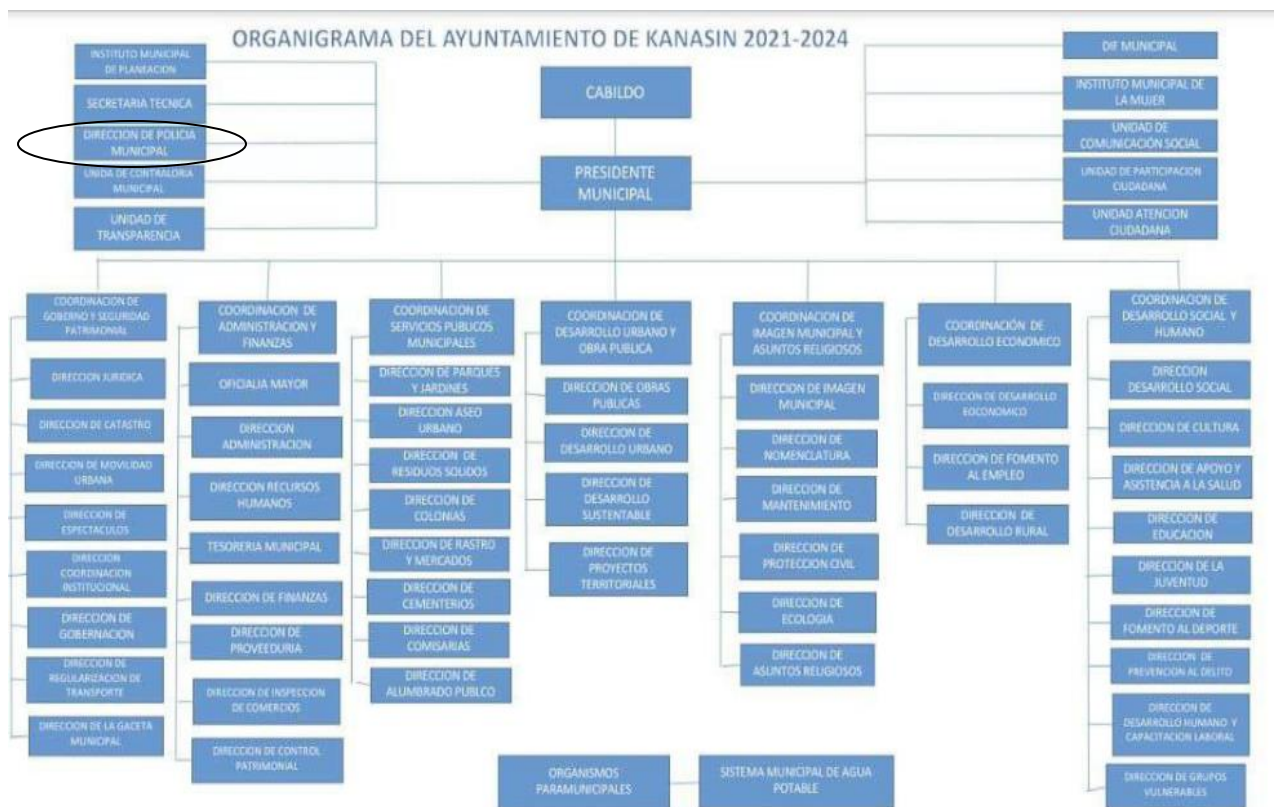 ORGANIGRAMA DEL AYUNTAMIENTO DE KANASIN 2021-2024
INSTITUTO MUNICIPAL
DE PLANEACION
SECRETARIA TECNICA
DIRECCION DE POLICIA
MUNICIPAL
UNIDA DE CONTRALORIA
MUNICIPAL
UNIDAD DE
TRANSPARENCIA
CABILDO
PRESIDENTE
MUNICIPAL
DIF MUNICIPAL
INSTITUTO MUNICIPAL DE
LA MUJER
UNIDAD DE
COMUNICACIÓN SOCIAL
UNIDAD DE PARTICIPACION
CIUDADANA
UNIDAD ATENCION
CIUDADANA
COORDINACION DE
GOBIERNO Y SEGURIDAD
PATRIMONIAL
DIRECCION JURIDICA
DIRECCION DE CATASTRO
DIRECCION DE MOVILIDAD
URBANA
DIRECCION DE
ESPECTACULOS
DIRECCIÓN
COORDINACION
INSTITUCIONAL
DIRECCION DE
GOBERNACION
DIRECCION DE
REGULARIZACION DE
TRANSPORTE
DIRECCION DE LA GACETA
MUNICIPAL
COORDINACION DE
ADMINISTRACION Y
FINANZAS
OFICIALIA MAYOR
DIRECCION
ADMINISTRACION
DIRECCION RECURSOS
HUMANOS
TESORERIA MUNICIPAL
DIRECCION DE FINANZAS
DIRECCION DE
PROVEEDURIA
DIRECCION DE INSPECCION
DE COMERCIOS
DIRECCION DE CONTROL
PATRIMONIAL
COORDINACION DE
SERVICIOS PUBLICOS
MUNICIPALES
DIRECCION DE PARQUES
Y JARDINES
DIRECCION ASEO
URBANO
DIRECCION DE
RESIDUOS SOLIDOS
DIRECCION DE
COLONIAS
DIRECCION DE RASTRO
Y MERCADOS
DIRECCION DE
CEMENTERIOS
DIRECCION DE
COMISARIAS
DIRECCION DE
ALUMBRADO PUBLCO
COORDINACION DE
DESARROLLO URBANO Y
OBRA PUBLICA
DIRECCION DE OBRAS
PUBLICAS
DIRECCION DE
DESARROLLO URBANO
DIRECCION DE
DESARROLLO
SUSTENTABLE
DIRECCION DE
PROYECTOS
TERRITORIALES
COORDINACION DE
IMAGEN MUNICIPAL Y
ASUNTOS RELIGIOSOS
DIRECCION DE IMAGEN
MUNICIPAL
DIRECCION DE
NOMENCLATURA
DIRECCION DE
MANTENIMIENTO
DIRECCION DE
PROTECCION CIVIL
DIRECCION DE
ECOLOGIA
DIRECCION DE
ASUNTOS RELIGIOSOS
COORDINACIÓN DE
DESARROLLO ECONOMICO
DIRECCION DE DESARROLLO
EOCONOMICO
DIRECCION DE FOMENTO
AL EMPLEO
DIRECCION DE
DESARROLLO RURAL
COORDINACION DE
DESARROLLO SOCIAL Y
HUMANO
DIRECCION
DESARROLLO SOCIAL
DIRECCION DE CULTURA
DIRECCION DE APOYO Y
ASISTENCIA A LA SALUD
DIRECCION DE
EDUCACION
DIRECCION DE LA
JUVENTUD
DIRECCION DE
FOMENTO AL DEPORTE
DIRECCION DE
PREVENCION AL DELITO
DIRECCION DE
DESARROLLO HUMANO Y
CAPACITACION LABORAL
DIRECCION DE GRUPOS
VULNERABLES
ORGANISMOS
PARAMUNICIPALES
SISTEMA MUNICIPAL DE AGUA
POTABLE